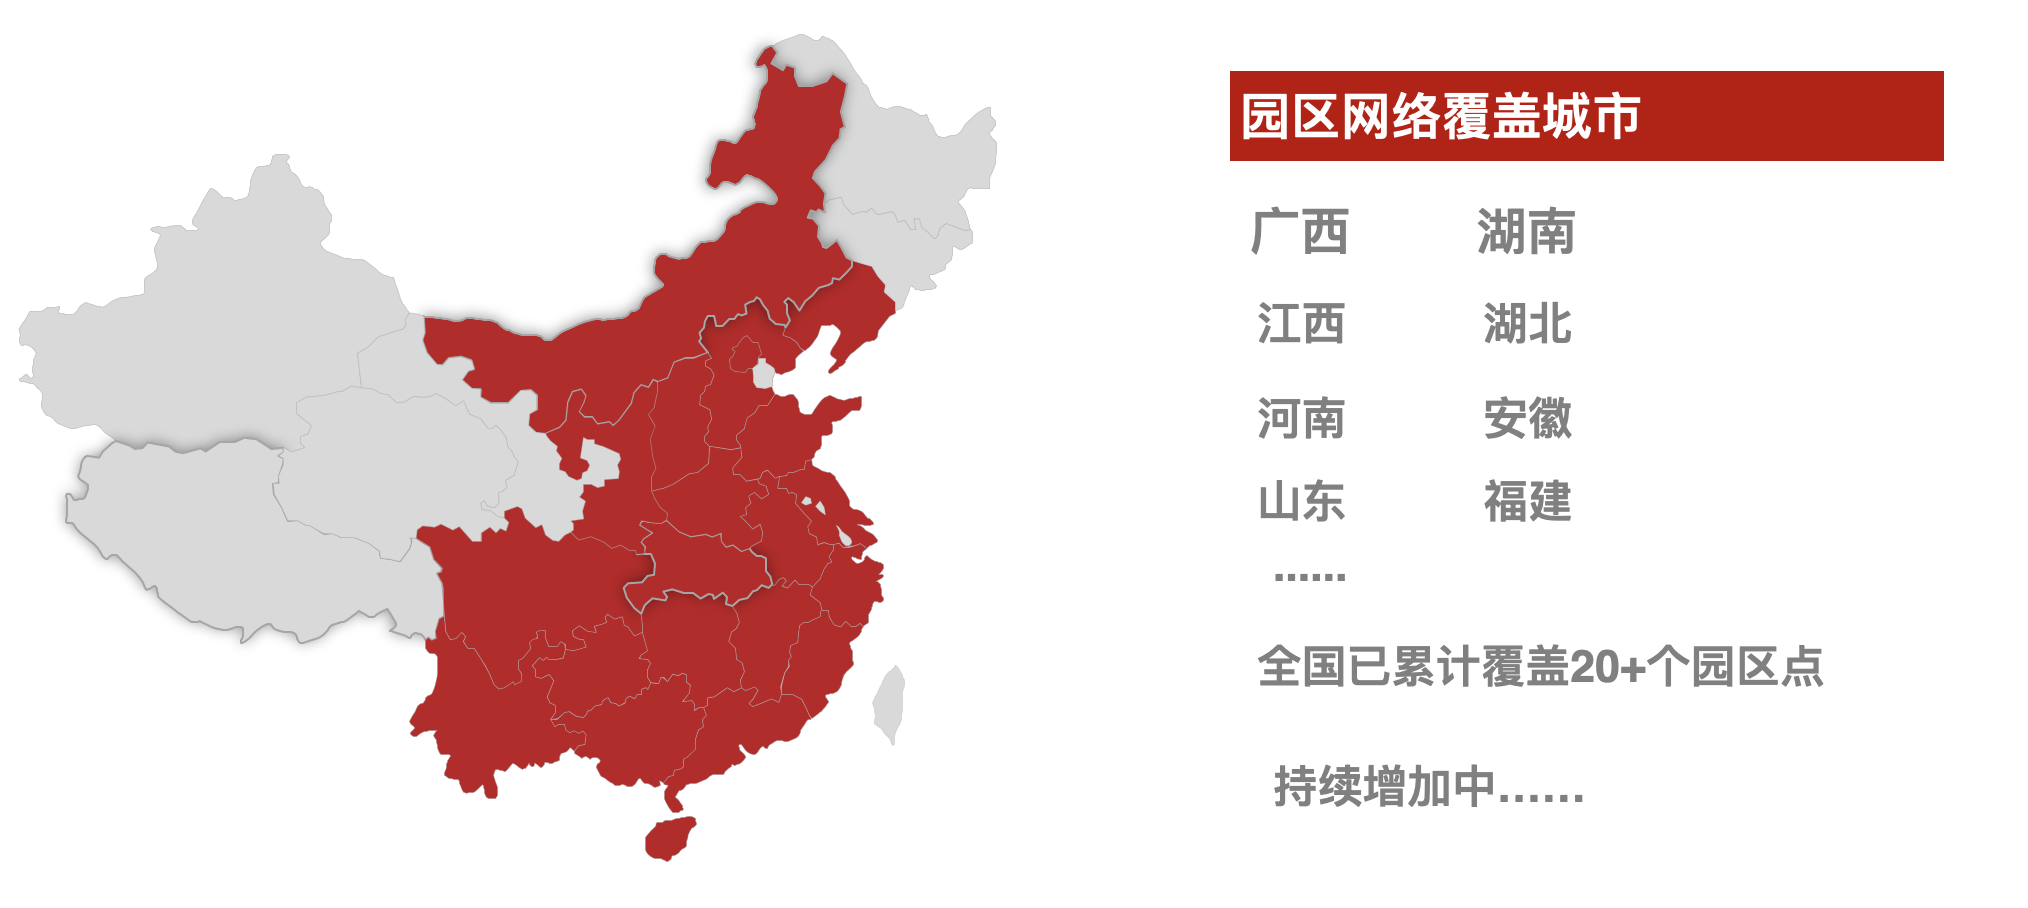 园区网络覆盖城市
广西 湖南
江西 湖北
河南 安徽
山东 福建
......
全国已累计覆盖20+个园区点
持续增加中......